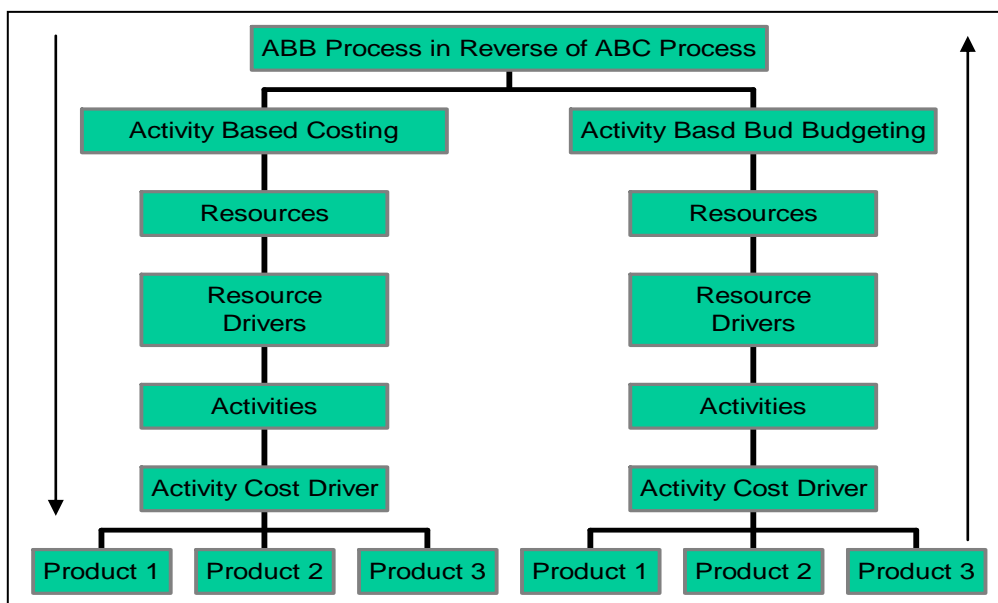 ABB Process in Reverse of ABC Process
Activity Based Costing
Activity Basd Bud Budgeting
Resources
Resources
Resource
Drivers
Resource
Drivers
Activities
Activities
Activity Cost Driver
Activity Cost Driver
Product 1
Product 2
Product 3
Product 1
Product 2
Product 3